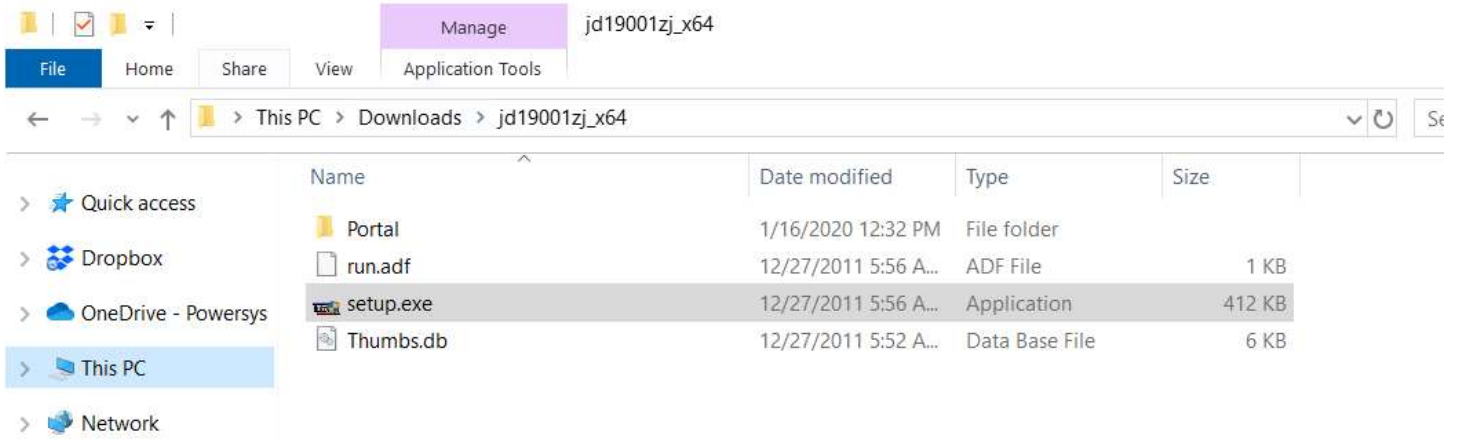 Manage jd19001zj_x64
File Home Share View Application Tools
This PC > Downloads > jd19001zj_x64
Name Date modified Type Size
Quick access
Portal 1/16/2020 12:32 PM File folder
run.adf 12/27/2011 5:56 A... ADF File 1 KB
Dropbox
setup.exe 12/27/2011 5:56 A... Application 412 KB
OneDrive - Powersys
Thumbs.db 12/27/2011 5:52 A... Data Base File 6 KB
This PC
Network